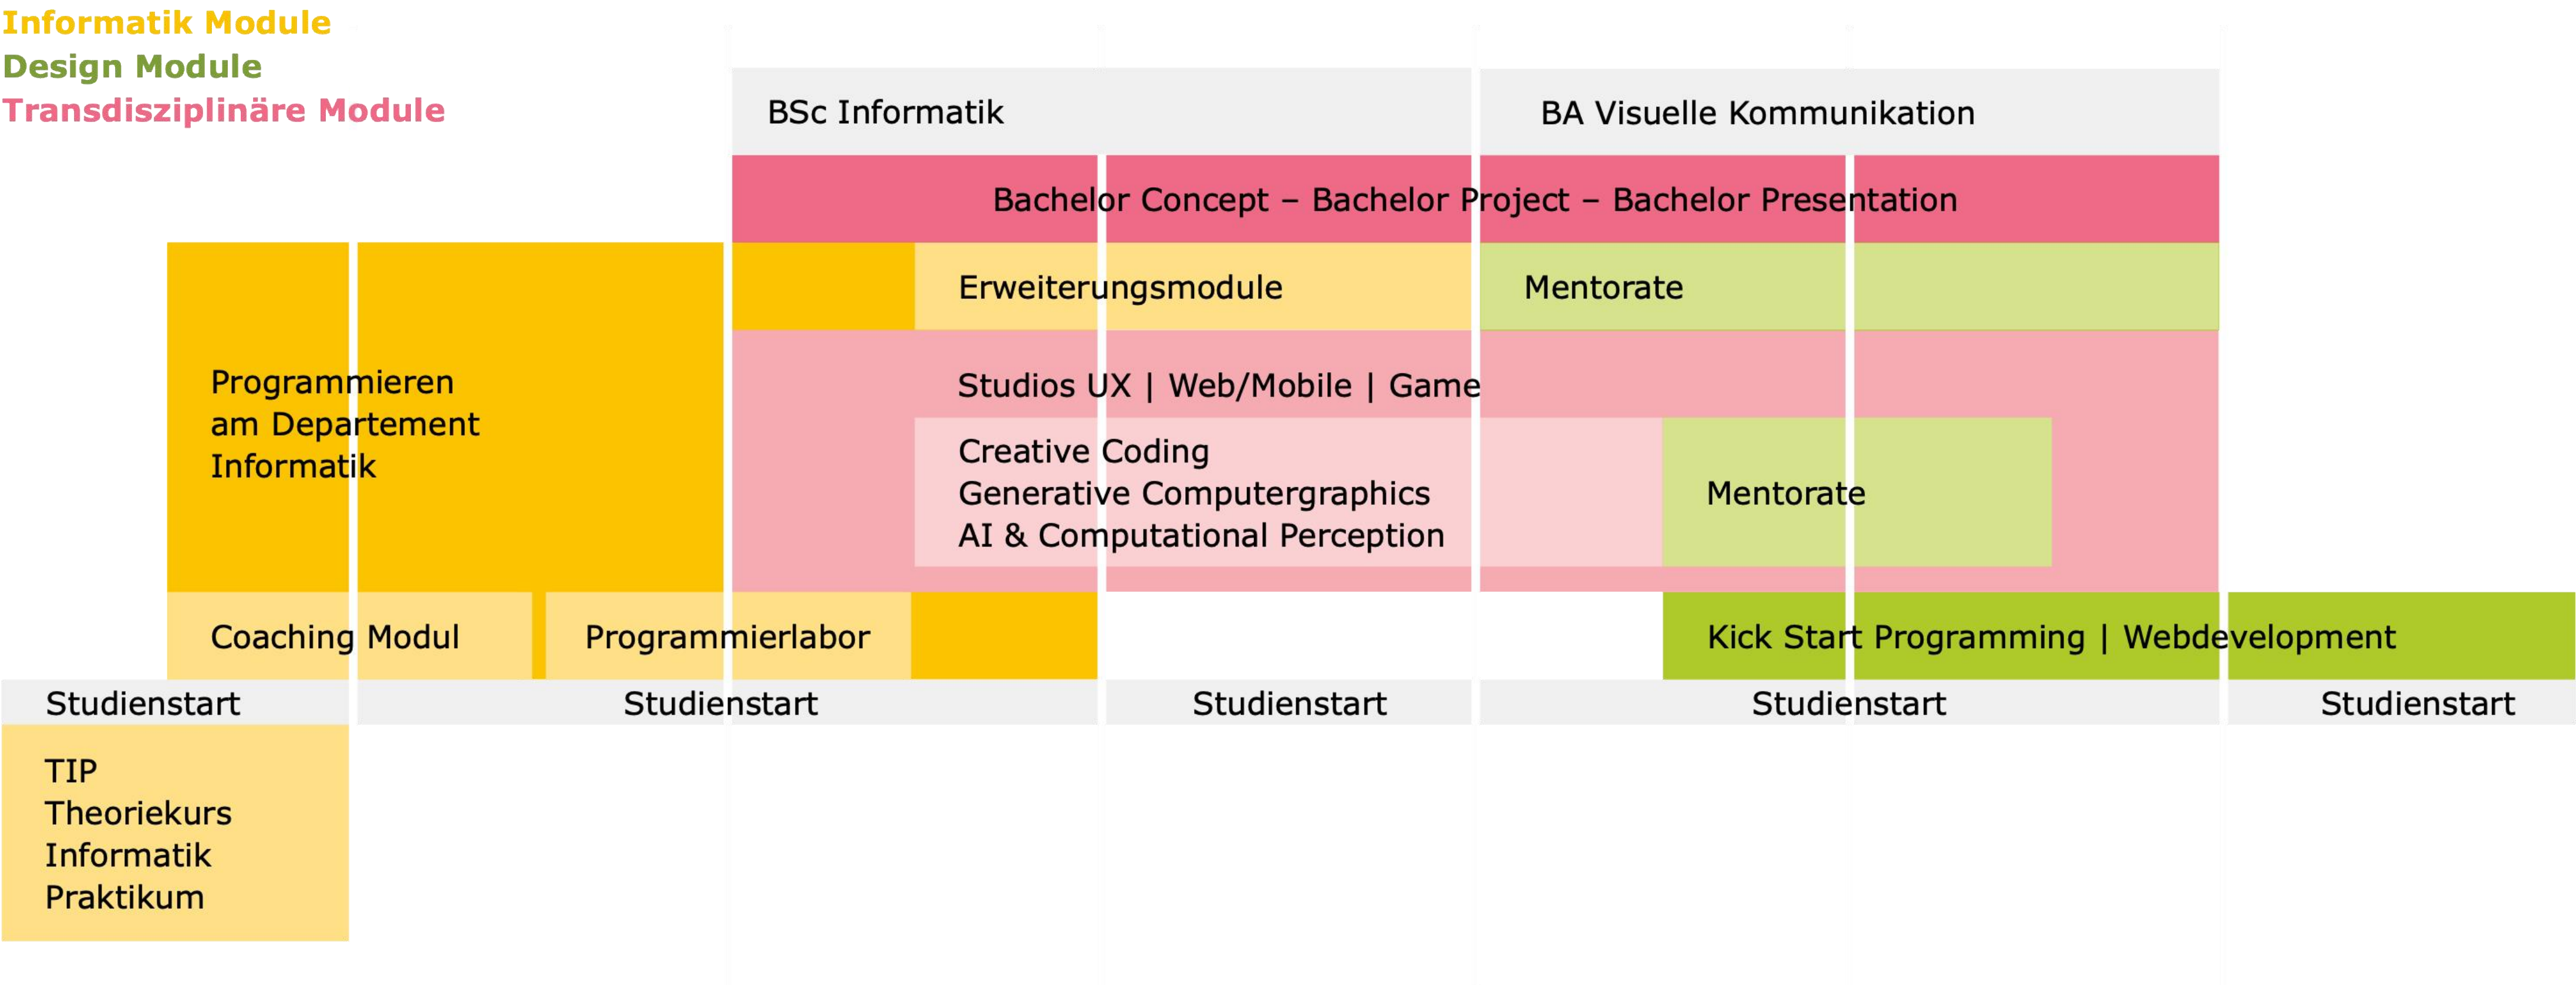 Informatik Module
Design Module
Transdisziplinäre Module
BSc Informatik
BA Visuelle Kommunikation
Bachelor Concept – Bachelor Project – Bachelor Presentation
Erweiterungsmodule
Mentorate
Programmieren
am Departement
Informatik
Studios UX | Web/Mobile | Game
Creative Coding
Generative Computergraphics
AI & Computational Perception
Mentorate
Coaching Modul
Programmierlabor
Kick Start Programming | Webdevelopment
Studienstart
Studienstart
Studienstart
Studienstart
Studienstart
TIP
Theoriekurs
Informatik
Praktikum